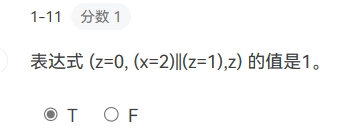 1-11 分数 1
表达式 (z=0, (x=2)||(z=1),z) 的值是1。
T F